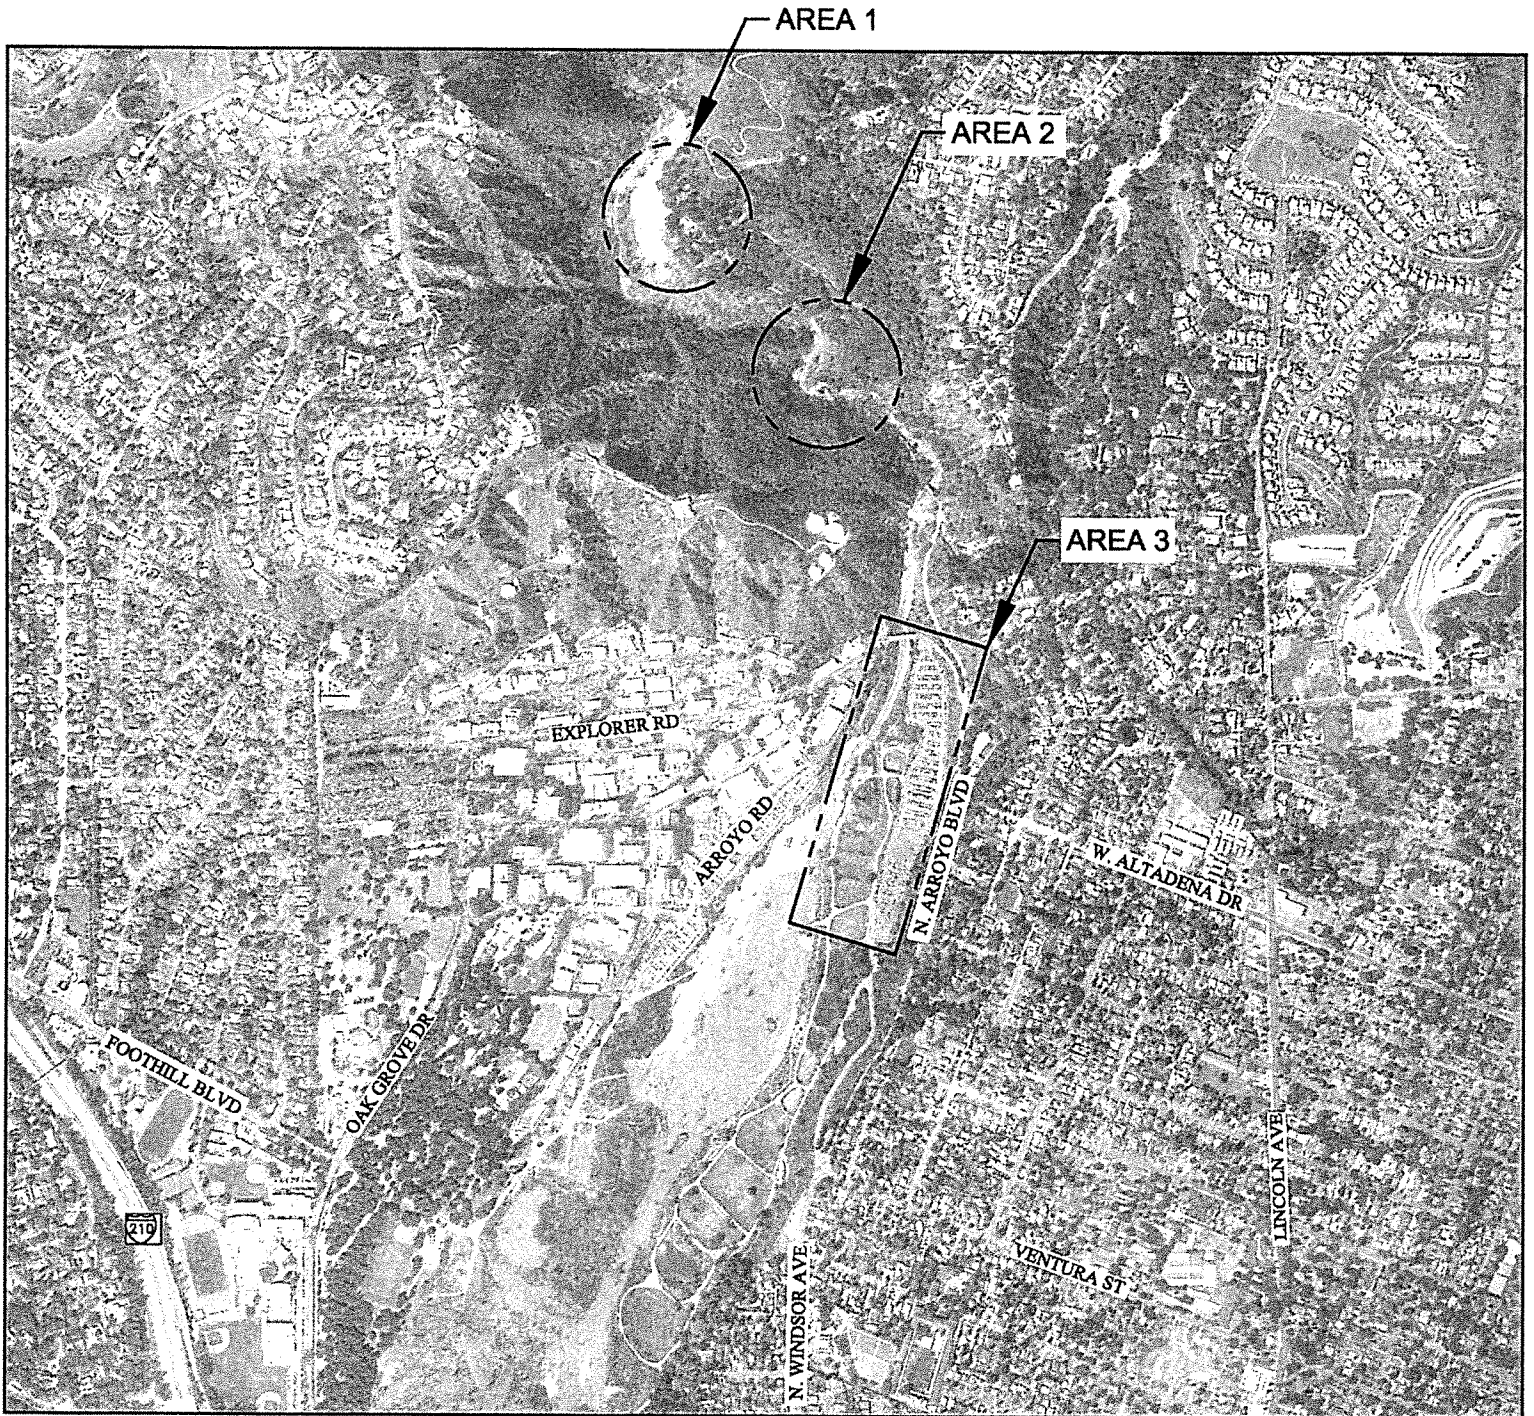 AREA 1
AREA 2
AREA 3
EXPLORER RD
ARROYO RD
N. ARROYO BLVD
W. ALTADENA DR
FOOTHILL BLVD
OAK GROVE DR
LINCOLN AVE
210
N. WINDSOR AVE
VENTURA ST